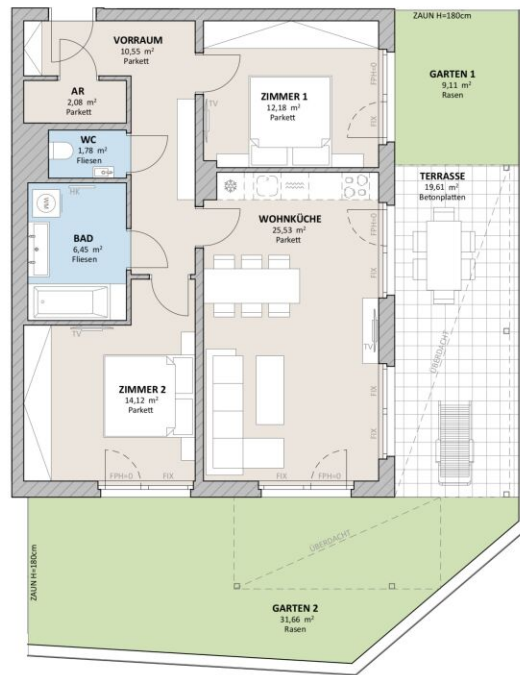 ZAUN H=180cm
VORRAUM
10,55 m²
Parkett
AR
2,08 m²
Parkett
ZIMMER 1
12,18 m²
Parkett
TV
FPH=0
FIX
GARTEN 1
9,11 m²
Rasen
WC
1,78 m²
Fliesen
HK
WM
BAD
6,45 m²
Fliesen
TERRASSE
19,61 m²
Betonplatten
WOHNKÜCHE
25,53 m²
Parkett
FPH=0
FIX
TV
ÜBERDACHT
TV
ZIMMER 2
14,12 m²
Parkett
FIX
FPH=0
FPH=0
FIX
FIX
FPH=0
ZAUN H=180cm
ÜBERDACHT
GARTEN 2
31,66 m²
Rasen